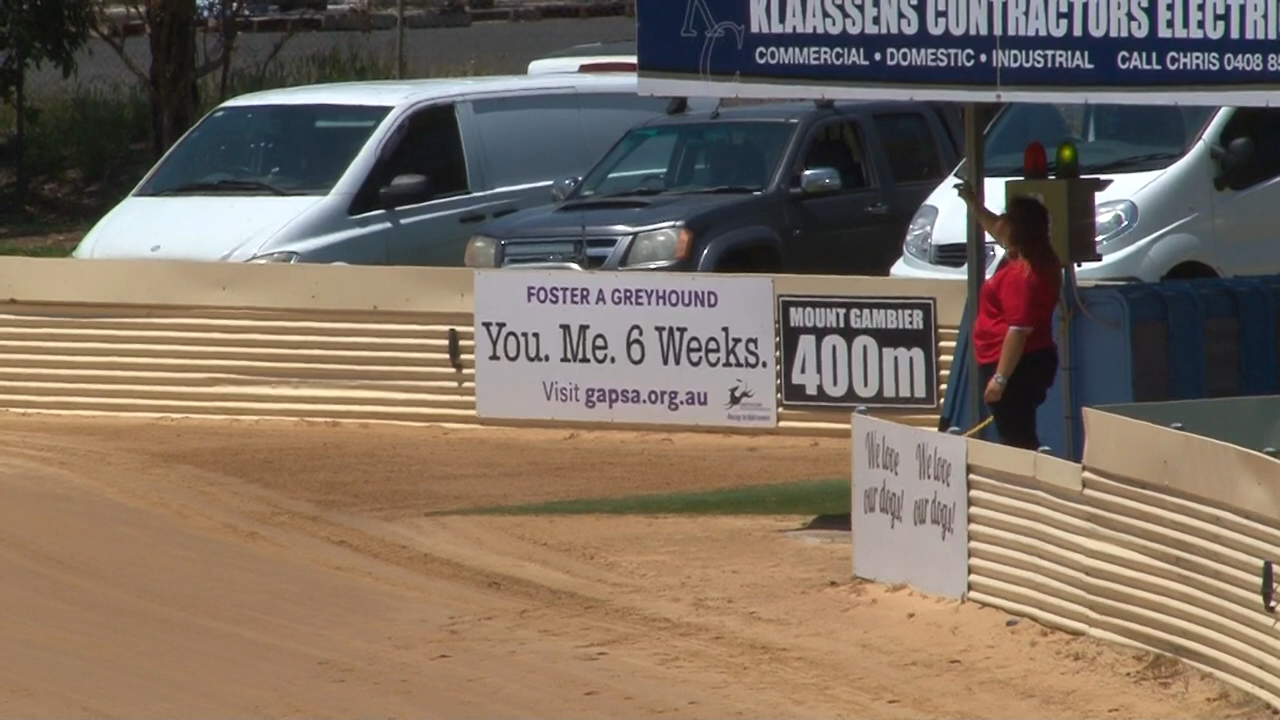 KLAASSENS CONTRACTORS ELECTRI
COMMERCIAL • DOMESTIC • INDUSTRIAL CALL CHRIS 0408 8
FOSTER A GREYHOUND
You. Me. 6 Weeks.
Visit gapsa.org.au
MOUNT GAMBIER
400m
We love We love
our dogs! our dogs!